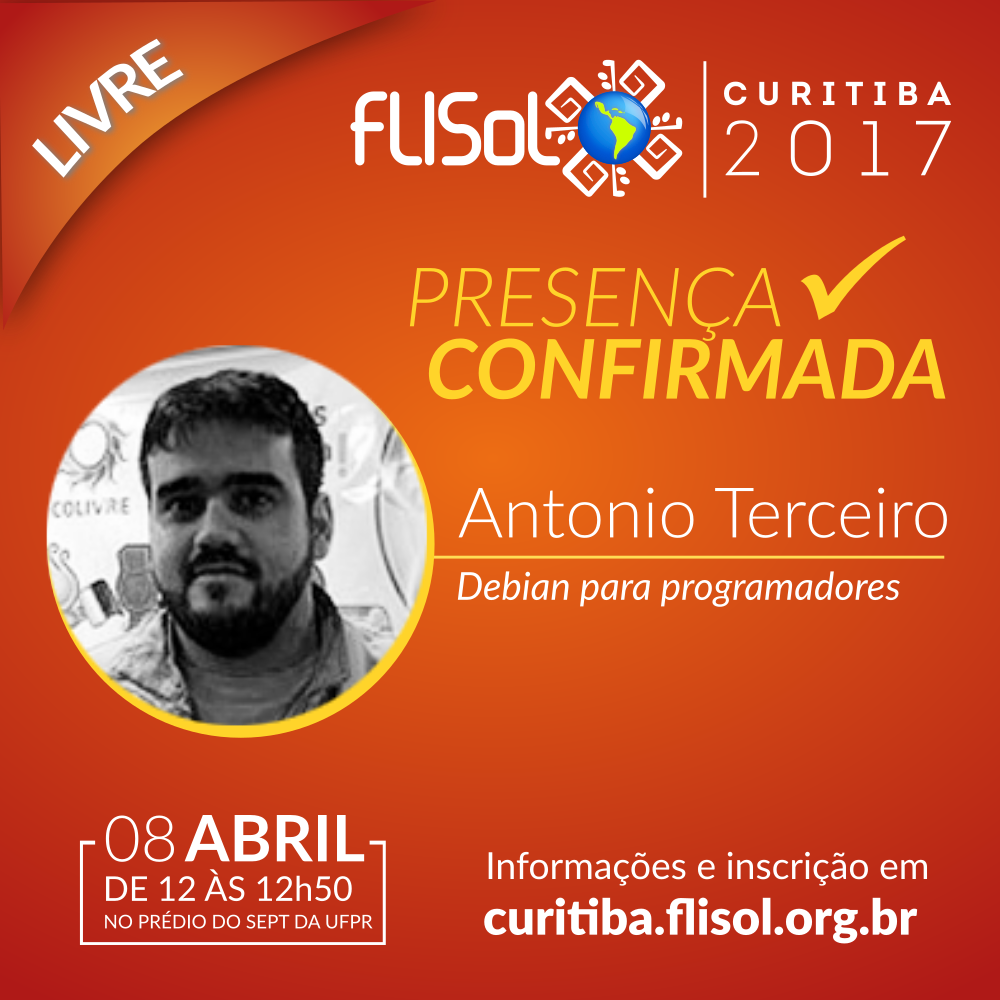 LIVRE
FLISoL
CURITIBA
2017
PRESENÇA
CONFIRMADA
COLIVRE
Antonio Terceiro
Debian para programadores
08 ABRIL
DE 12 ÀS 12h50
NO PRÉDIO DO SEPT DA UFPR
Informações e inscrição em
curitiba.flisol.org.br